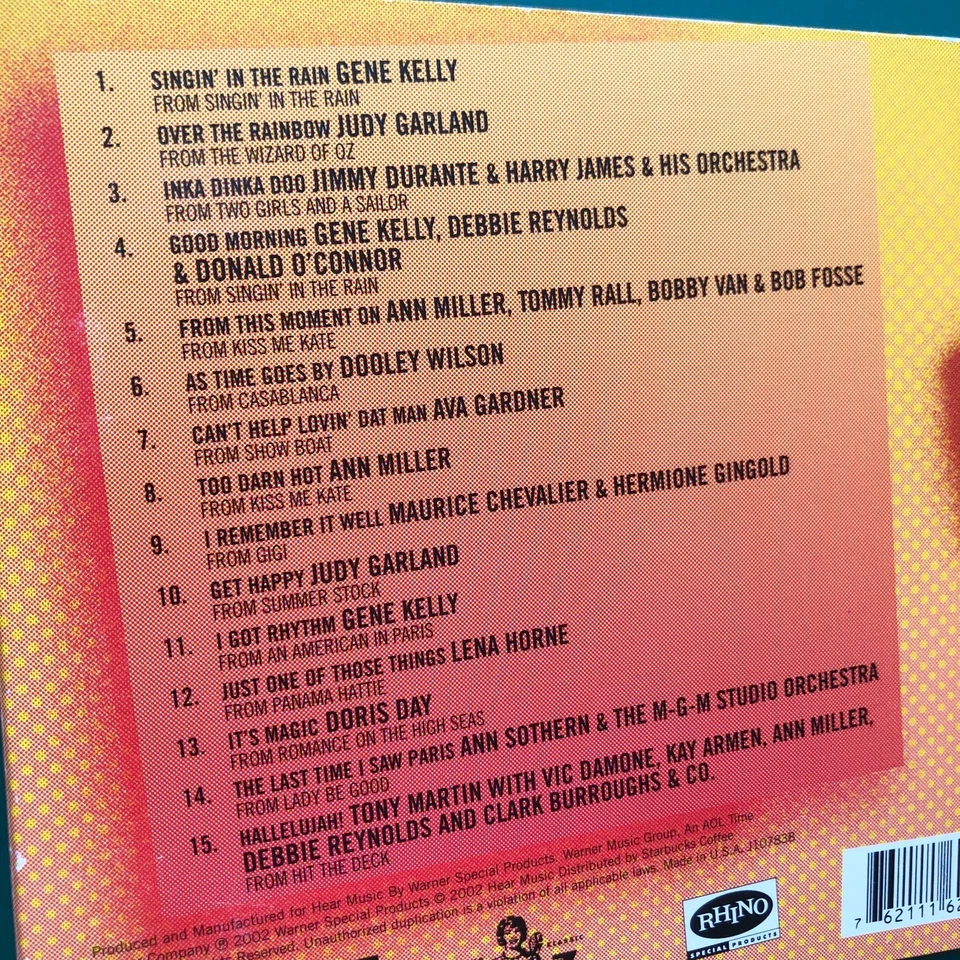 1. SINGIN' IN THE RAIN GENE KELLY
FROM SINGIN' IN THE RAIN
2. OVER THE RAINBOW JUDY GARLAND
FROM THE WIZARD OF OZ
3. INKA DINKA DOO JIMMY DURANTE & HARRY JAMES & HIS ORCHESTRA
FROM TWO GIRLS AND A SAILOR
4. GOOD MORNING GENE KELLY, DEBBIE REYNOLDS
& DONALD O'CONNOR
FROM SINGIN' IN THE RAIN
5. FROM THIS MOMENT ON ANN MILLER, TOMMY RALL, BOBBY VAN & BOB FOSSE
FROM KISS ME KATE
6. AS TIME GOES BY DOOLEY WILSON
FROM CASABLANCA
7. CAN'T HELP LOVIN' DAT MAN AVA GARDNER
FROM SHOW BOAT
8. TOO DARN HOT ANN MILLER
FROM KISS ME KATE
9. I REMEMBER IT WELL MAURICE CHEVALIER & HERMIONE GINGOLD
FROM GIGI
10. GET HAPPY JUDY GARLAND
FROM SUMMER STOCK
11. I GOT RHYTHM GENE KELLY
FROM AN AMERICAN IN PARIS
12. JUST ONE OF THOSE THINGS LENA HORNE
FROM PANAMA HATTIE
13. IT'S MAGIC DORIS DAY
FROM ROMANCE ON THE HIGH SEAS
14. THE LAST TIME I SAW PARIS ANN SOTHERN & THE M-G-M STUDIO ORCHESTRA
FROM LADY BE GOOD
15. HALLELUJAH! TONY MARTIN WITH VIC DAMONE, KAY ARMEN, ANN MILLER,
DEBBIE REYNOLDS AND CLARK BURROUGHS & CO.
FROM HIT THE DECK
Produced and Manufactured for Hear Music By Warner Special Products, Warner Music Group, An AOL Time
Company ℗ 2002 Warner Special Products © 2002 Hear Music Distributed by Starbucks Coffee
Reserved. Unauthorized duplication is a violation of all applicable laws. Made in U.S.A. J107838
CLASSIC
RHINO
SPECIAL PRODUCTS
7 62111 62